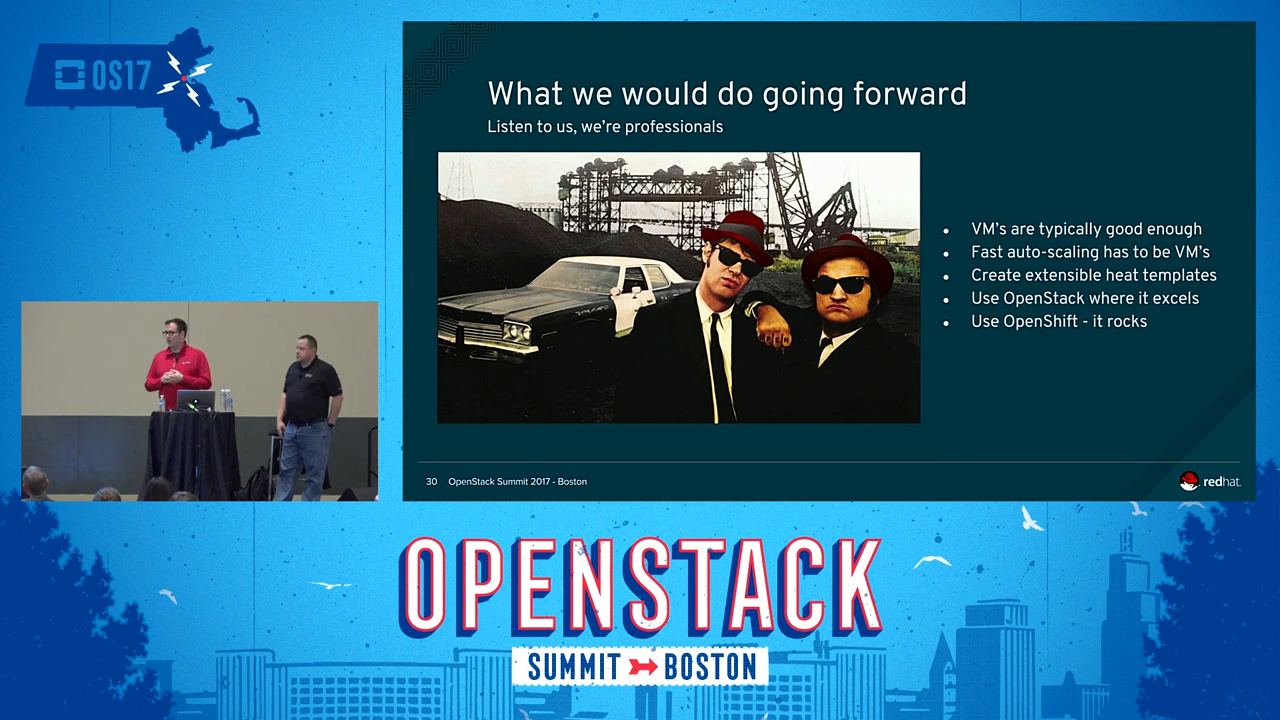 OS17
What we would do going forward
Listen to us, we're professionals
● VM's are typically good enough
● Fast auto-scaling has to be VM's
● Create extensible heat templates
● Use OpenStack where it excels
● Use OpenShift - it rocks
30 OpenStack Summit 2017 - Boston
redhat.
OPENSTACK
SUMMIT BOSTON